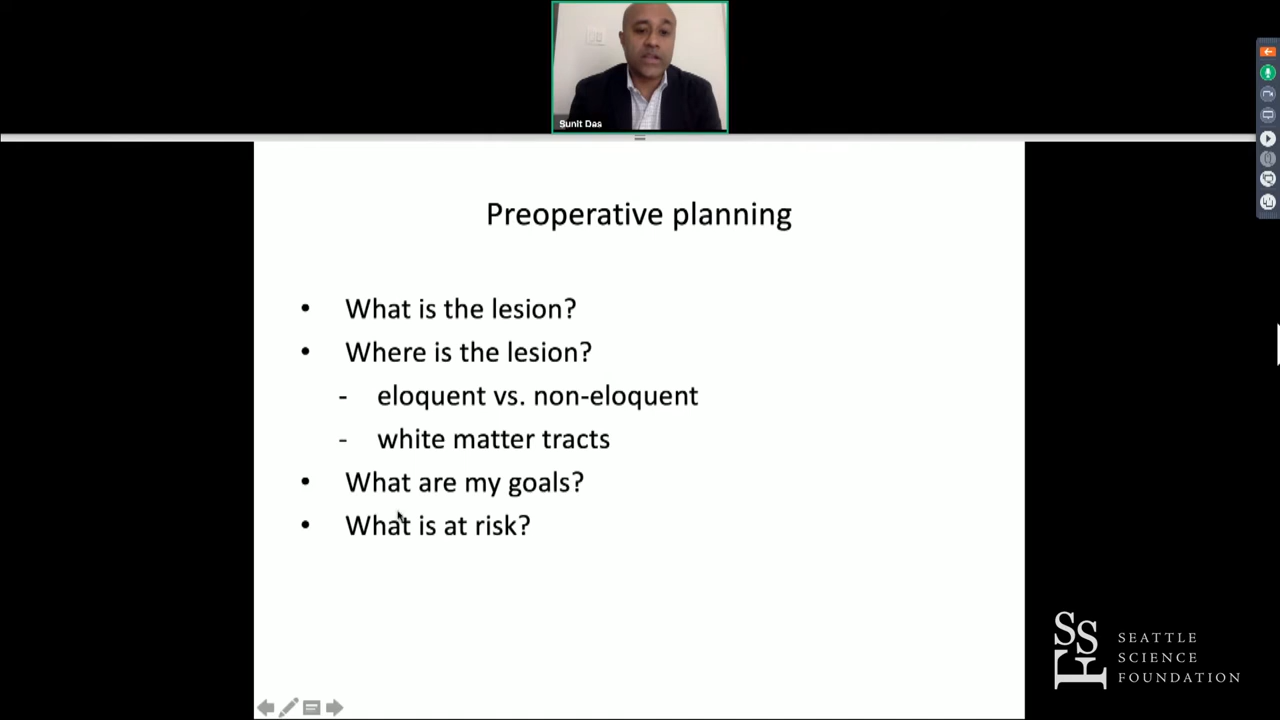 Sunit Das
Preoperative planning
• What is the lesion?
• Where is the lesion?
- eloquent vs. non-eloquent
- white matter tracts
• What are my goals?
• What is at risk?
SSF
SEATTLE
SCIENCE
FOUNDATION